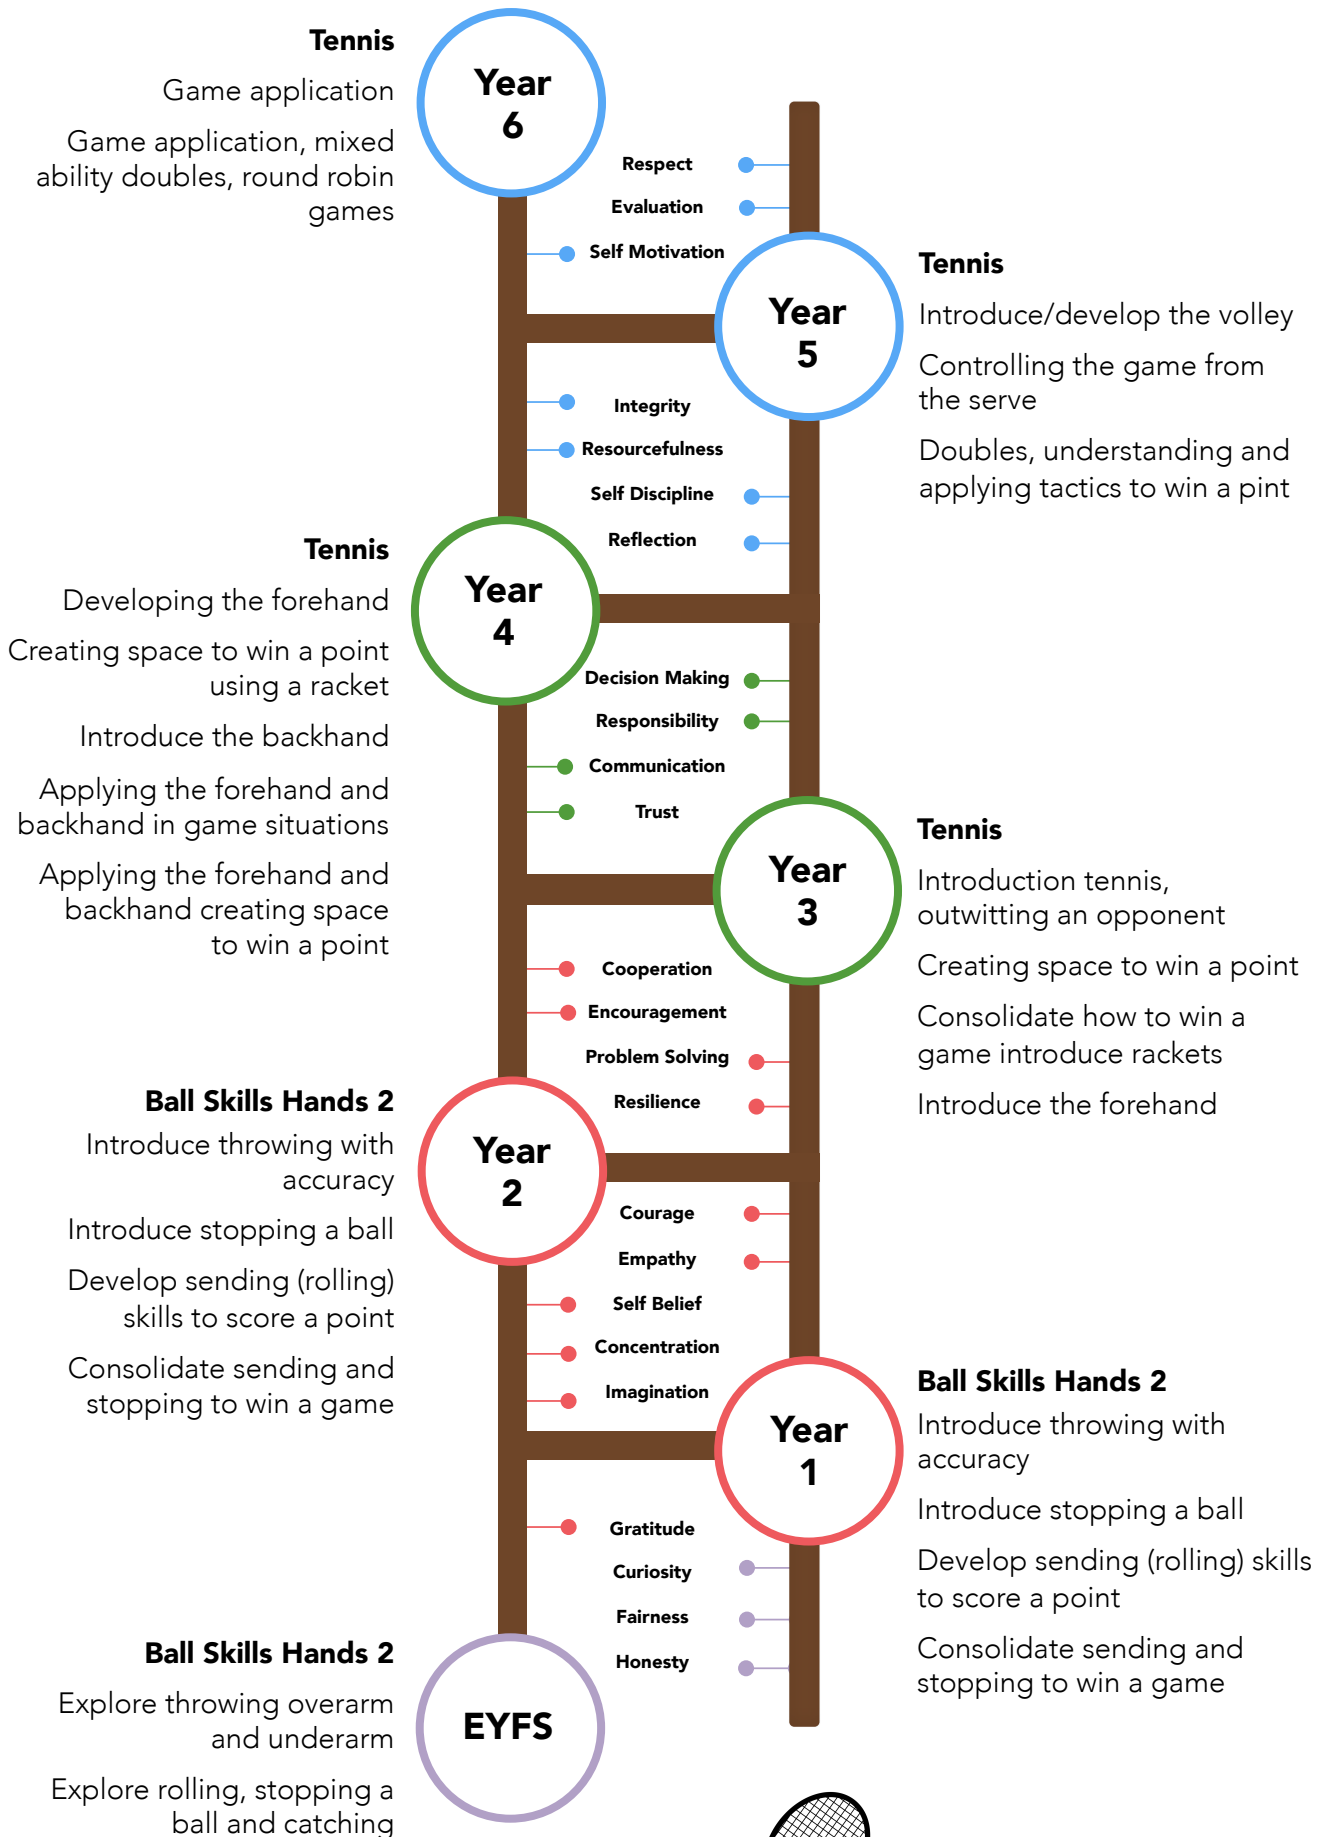 Tennis
Game application
Game application, mixed
ability doubles, round robin
games
Year
6
Respect
Evaluation
Self Motivation
Tennis
Introduce/develop the volley
Controlling the game from
the serve
Doubles, understanding and
applying tactics to win a pint
Year
5
Integrity
Resourcefulness
Self Discipline
Reflection
Tennis
Developing the forehand
Creating space to win a point
using a racket
Introduce the backhand
Applying the forehand and
backhand in game situations
Applying the forehand and
backhand creating space
to win a point
Year
4
Decision Making
Responsibility
Communication
Trust
Year
3
Tennis
Introduction tennis,
outwitting an opponent
Creating space to win a point
Consolidate how to win a
game introduce rackets
Introduce the forehand
Cooperation
Encouragement
Problem Solving
Resilience
Ball Skills Hands 2
Introduce throwing with
accuracy
Introduce stopping a ball
Develop sending (rolling)
skills to score a point
Consolidate sending and
stopping to win a game
Year
2
Courage
Empathy
Self Belief
Concentration
Imagination
Year
1
Ball Skills Hands 2
Introduce throwing with
accuracy
Introduce stopping a ball
Develop sending (rolling) skills
to score a point
Consolidate sending and
stopping to win a game
Gratitude
Curiosity
Fairness
Honesty
Ball Skills Hands 2
Explore throwing overarm
and underarm
Explore rolling, stopping a
ball and catching
EYFS